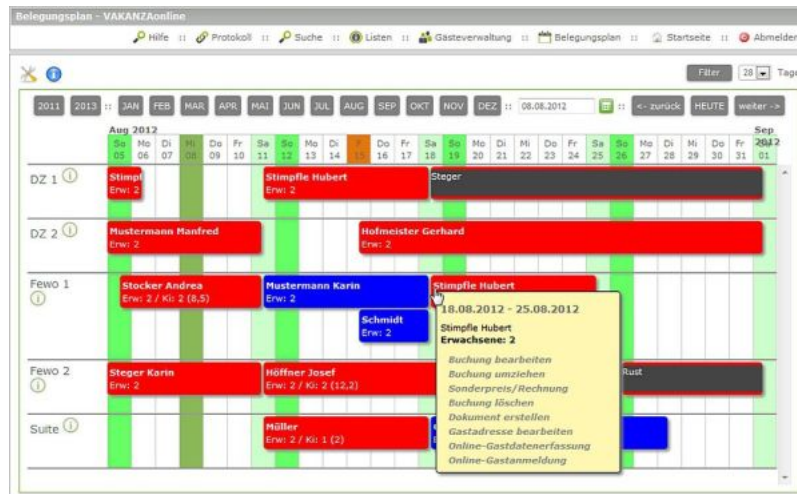 Belegungsplan - VAKANZAonline
Hilfe :: Protokoll :: Suche :: Listen :: Gästeverwaltung :: Belegungsplan :: Startseite :: Abmelden
Filter 28 Tage
2011 2013 :: JAN FEB MAR APR MAI JUN JUL AUG SEP OKT NOV DEZ :: 08.08.2012 :: <- zurück HEUTE weiter ->
Aug 2012 Sep 2012
So Mo Di Mi Do Fr Sa So Mo Di Mi Do Fr Sa So Mo Di Mi Do Fr Sa So Mo Di Mi Do Fr
05 06 07 08 09 10 11 12 13 14 15 16 17 18 19 20 21 22 23 24 25 26 27 28 29 30 31 01
DZ 1 Stimpf Stimpfle Hubert Steger
Erw: 2 Erw: 2
DZ 2 Mustermann Manfred Hofmeister Gerhard
Erw: 2 Erw: 2
Fewo 1 Stocker Andrea Mustermann Karin Stimpfle Hubert
Erw: 2 / Ki: 2 (8,5) Erw: 2
Schmidt
Erw: 2
18.08.2012 - 25.08.2012
Stimpfle Hubert
Erwachsene: 2
Buchung bearbeiten
Buchung umziehen
Sonderpreis/Rechnung
Buchung löschen
Dokument erstellen
Gastadresse bearbeiten
Online-Gastdatenerfassung
Online-Gastanmeldung
Fewo 2 Steger Karin Höffner Josef Rust
Erw: 2 Erw: 2 / Ki: 2 (12,2)
Suite Müller
Erw: 2 / Ki: 1 (2)